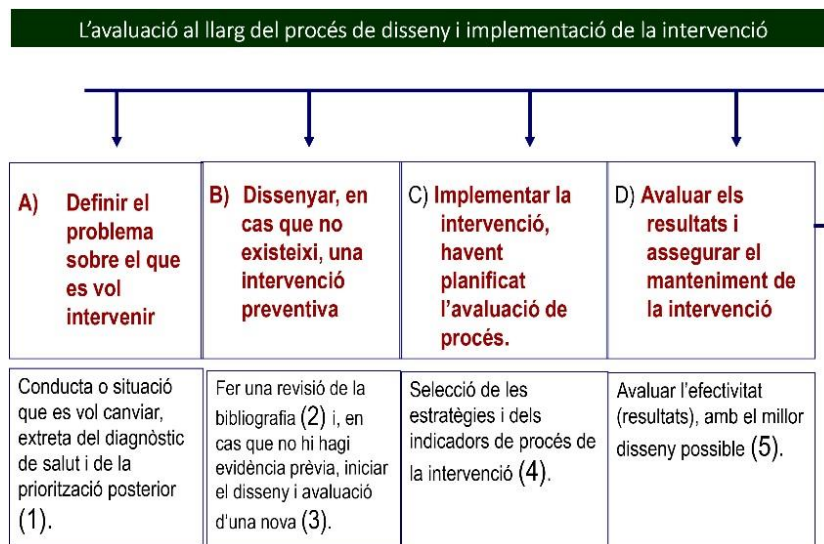 L'avaluació al llarg del procés de disseny i implementació de la intervenció
A) Definir el
problema
sobre el que
es vol
intervenir
B) Dissenyar, en
cas que no
existeixi, una
intervenció
preventiva
C) Implementar la
intervenció,
havent
planificat
l'avaluació de
procés.
D) Avaluar els
resultats i
assegurar el
manteniment de
la intervenció
Conducta o situació
que es vol canviar,
extreta del diagnòstic
de salut i de la
priorització posterior
(1).
Fer una revisió de la
bibliografia (2) i, en
cas que no hi hagi
evidència prèvia, iniciar
el disseny i avaluació
d'una nova (3).
Selecció de les
estratègies i dels
indicadors de procés de
la intervenció (4).
Avaluar l'efectivitat
(resultats), amb el millor
disseny possible (5).